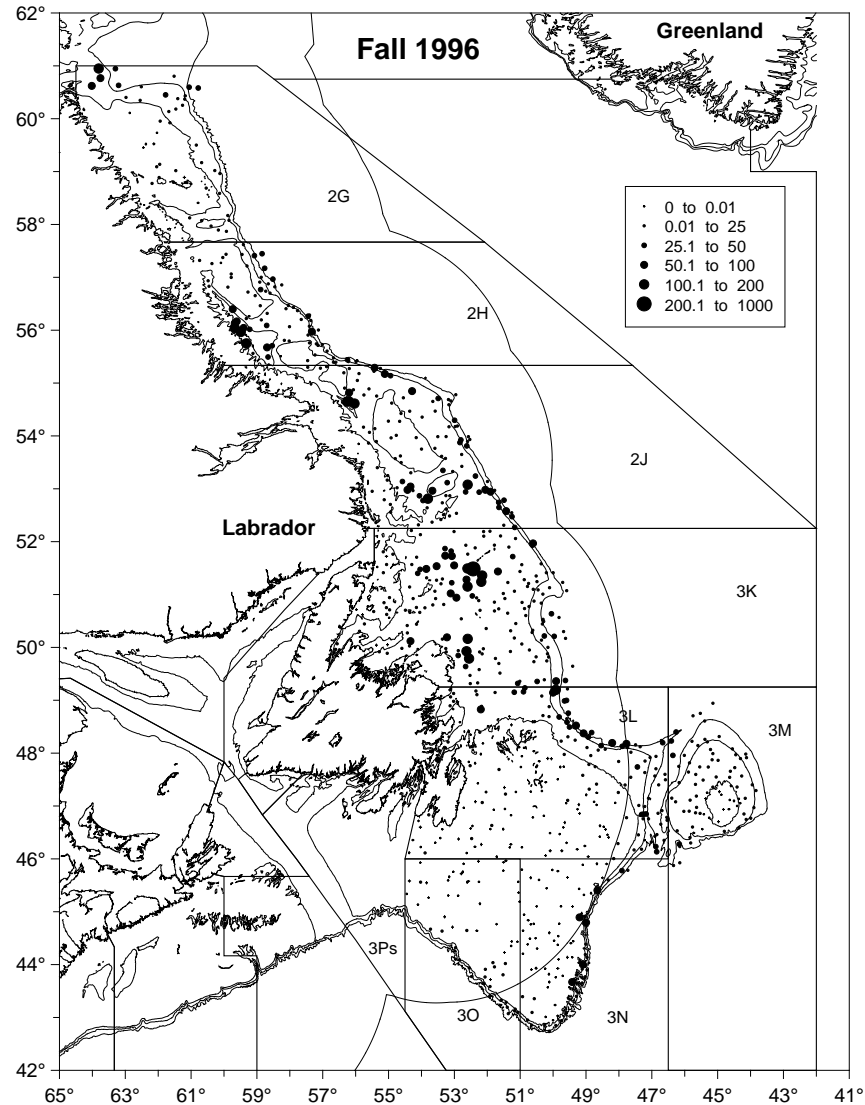 Fall 1996
Greenland
62°
60°
58°
56°
54°
52°
50°
48°
46°
44°
42°
2G
0 to 0.01
0.01 to 25
25.1 to 50
50.1 to 100
100.1 to 200
200.1 to 1000
2H
2J
Labrador
3K
3L
3M
3Ps
3O
3N
65° 63° 61° 59° 57° 55° 53° 51° 49° 47° 45° 43° 41°